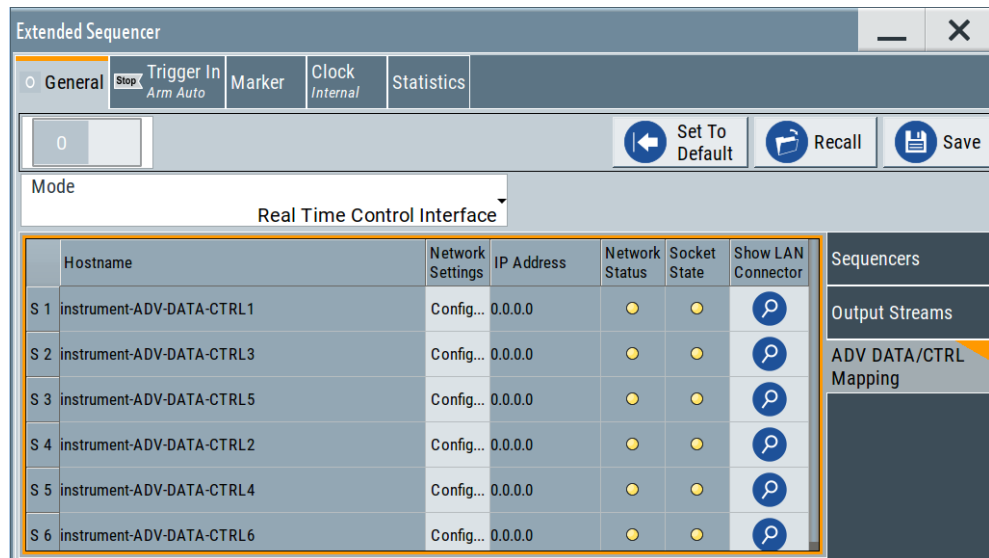 Extended Sequencer
0 General
Stop Trigger In
Arm Auto
Marker
Clock
Internal
Statistics
0
Set To
Default
Recall
Save
Mode
Real Time Control Interface
Hostname
Network
Settings
IP Address
Network
Status
Socket
State
Show LAN
Connector
S 1 instrument-ADV-DATA-CTRL1 Config... 0.0.0.0
S 2 instrument-ADV-DATA-CTRL3 Config... 0.0.0.0
S 3 instrument-ADV-DATA-CTRL5 Config... 0.0.0.0
S 4 instrument-ADV-DATA-CTRL2 Config... 0.0.0.0
S 5 instrument-ADV-DATA-CTRL4 Config... 0.0.0.0
S 6 instrument-ADV-DATA-CTRL6 Config... 0.0.0.0
Sequencers
Output Streams
ADV DATA/CTRL
Mapping